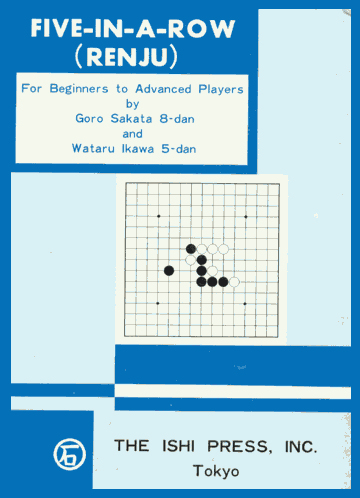 FIVE-IN-A-ROW
(RENJU)
For Beginners to Advanced Players
by
Goro Sakata 8-dan
and
Wataru Ikawa 5-dan
石
THE ISHI PRESS, INC.
Tokyo